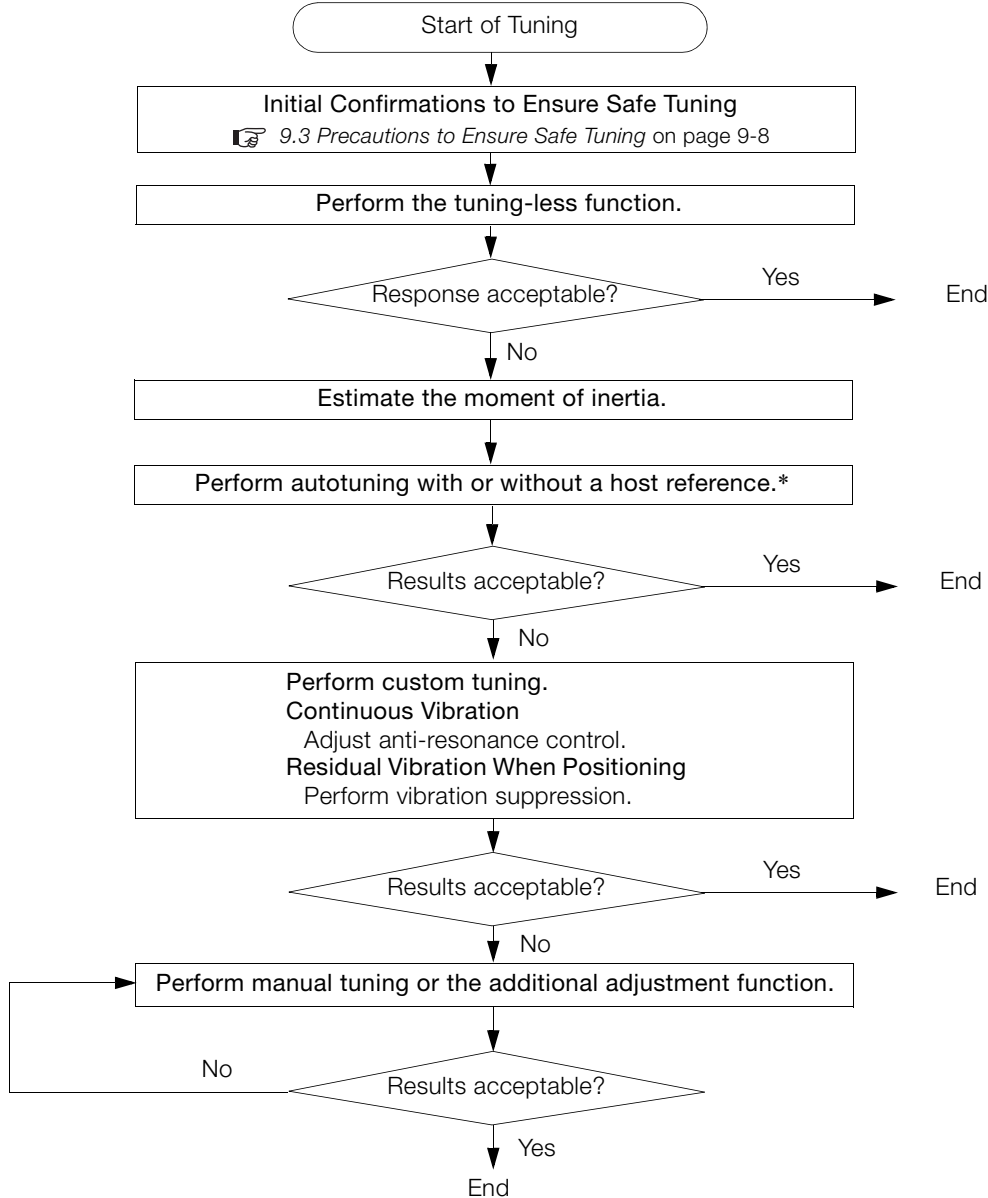 Start of Tuning
Initial Confirmations to Ensure Safe Tuning
9.3 Precautions to Ensure Safe Tuning on page 9-8
Perform the tuning-less function.
Response acceptable?
Yes
End
No
Estimate the moment of inertia.
Perform autotuning with or without a host reference.*
Results acceptable?
Yes
End
No
Perform custom tuning.
Continuous Vibration
Adjust anti-resonance control.
Residual Vibration When Positioning
Perform vibration suppression.
Results acceptable?
Yes
End
No
Perform manual tuning or the additional adjustment function.
No
Results acceptable?
Yes
End